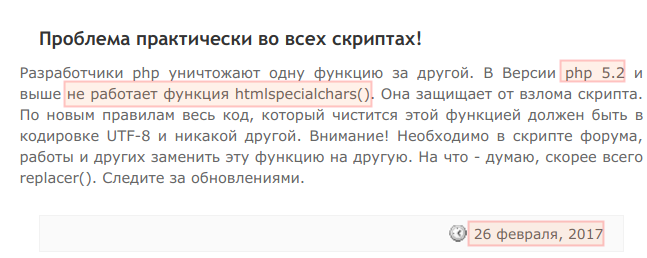 Проблема практически во всех скриптах!
Разработчики php уничтожают одну функцию за другой. В Версии php 5.2 и
выше не работает функция htmlspecialchars(). Она защищает от взлома скрипта.
По новым правилам весь код, который чистится этой функцией должен быть в
кодировке UTF-8 и никакой другой. Внимание! Необходимо в скрипте форума,
работы и других заменить эту функцию на другую. На что - думаю, скорее всего
replacer(). Следите за обновлениями.
26 февраля, 2017